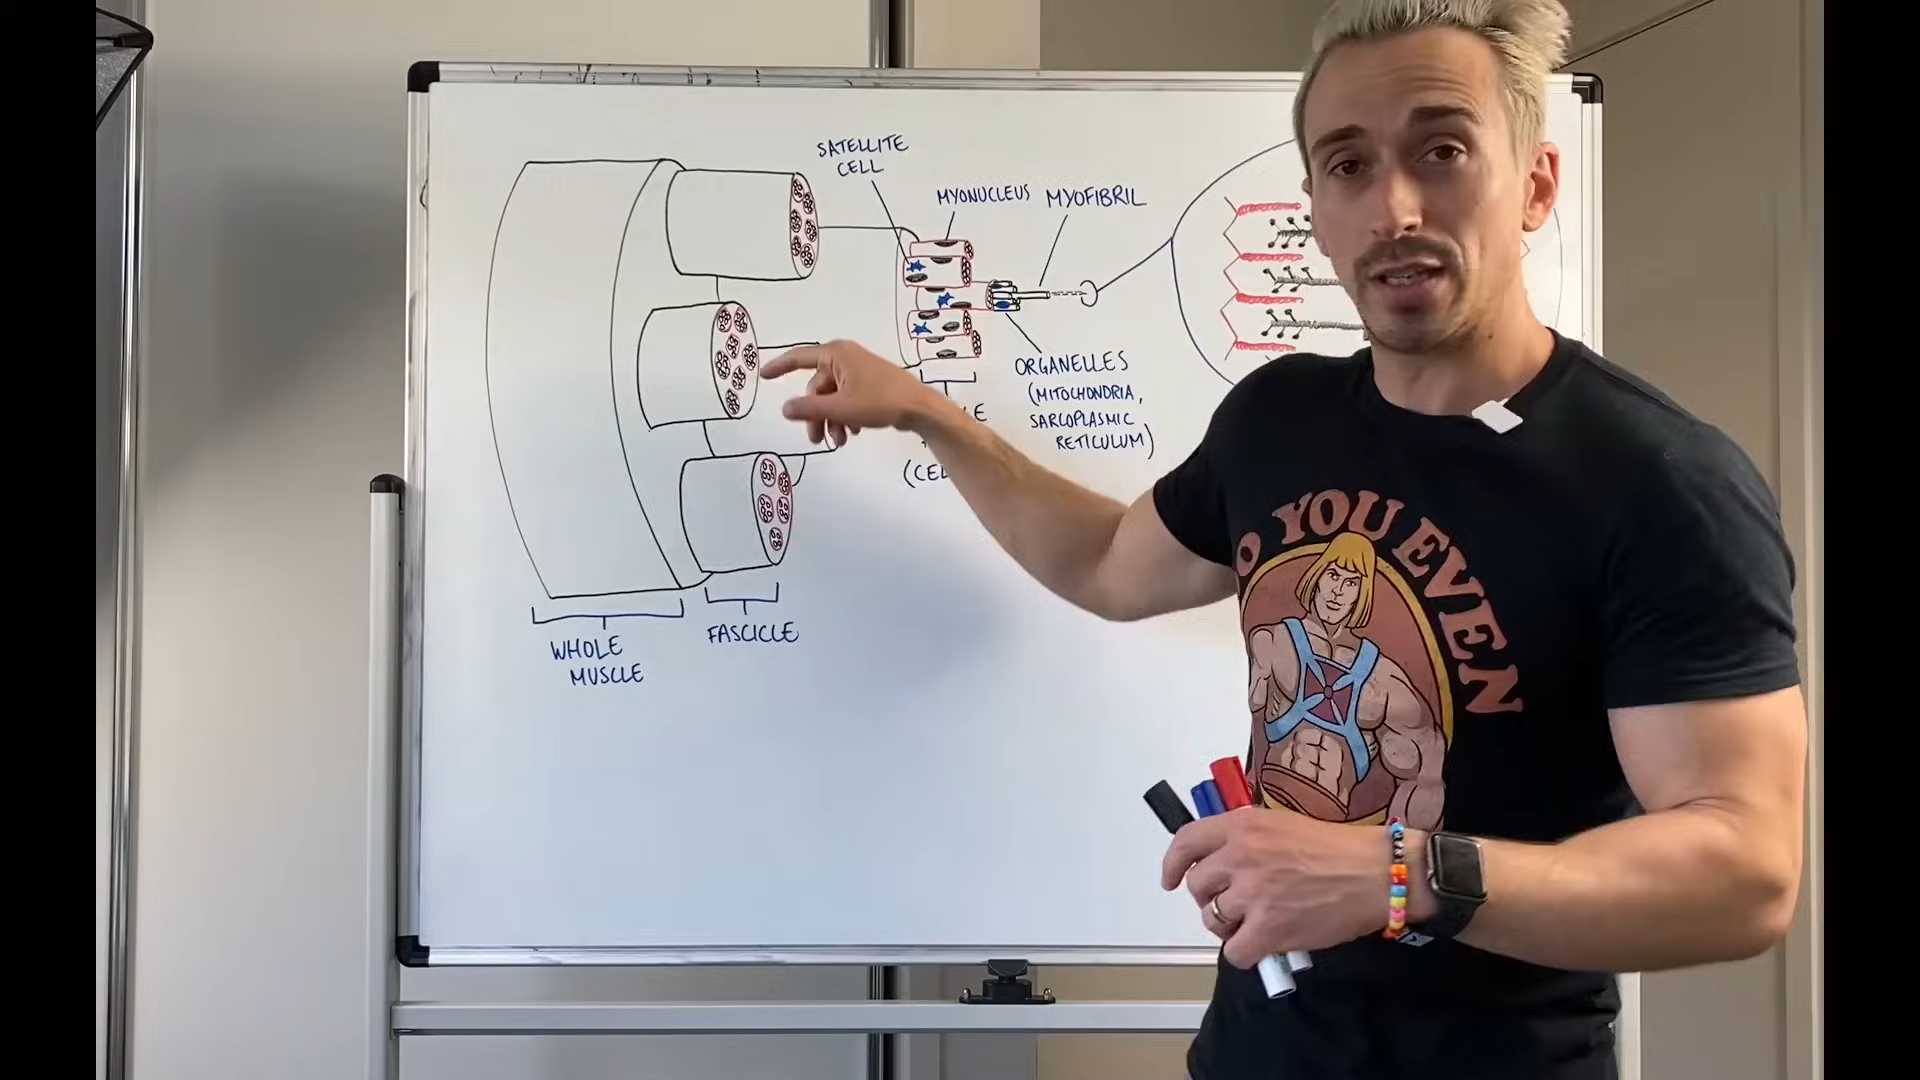 SATELLITE
CELL
MYONUCLEUS
MYOFIBRIL
ORGANELLES
(MITOCHONDRIA,
SARCOPLASMIC
RETICULUM)
WHOLE
MUSCLE
FASCICLE
YOU EVEN